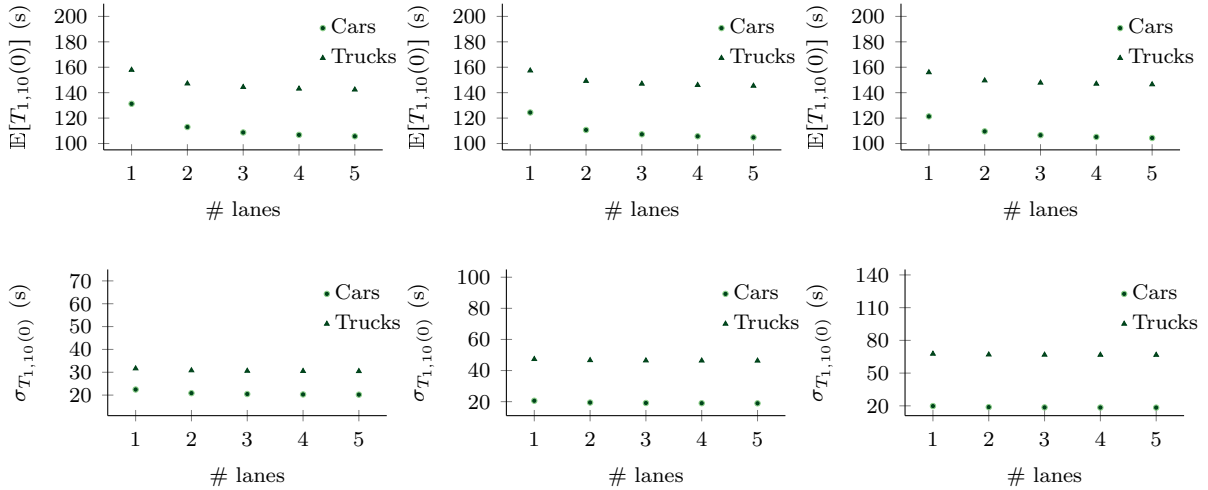 𝔼[T₁,₁₀(0)] (s)
200
180
160
140
120
100
Cars
Trucks
1 2 3 4 5
# lanes
𝔼[T₁,₁₀(0)] (s)
200
180
160
140
120
100
Cars
Trucks
1 2 3 4 5
# lanes
𝔼[T₁,₁₀(0)] (s)
200
180
160
140
120
100
Cars
Trucks
1 2 3 4 5
# lanes
σT₁,₁₀(0) (s)
70
60
50
40
30
20
Cars
Trucks
1 2 3 4 5
# lanes
σT₁,₁₀(0) (s)
100
80
60
40
20
Cars
Trucks
1 2 3 4 5
# lanes
σT₁,₁₀(0) (s)
140
110
80
50
20
Cars
Trucks
1 2 3 4 5
# lanes